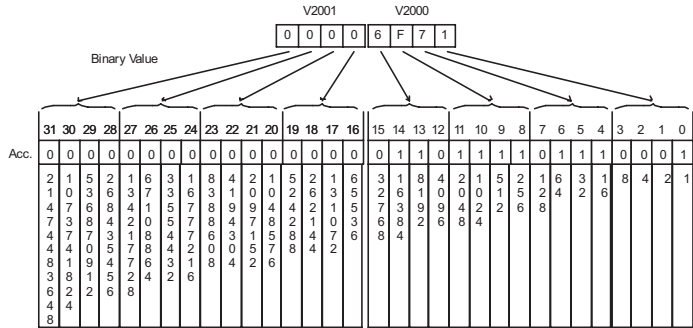 V2001 V2000
0 0 0 0 6 F 7 1
Binary Value
31 30 29 28 27 26 25 24 23 22 21 20 19 18 17 16 15 14 13 12 11 10 9 8 7 6 5 4 3 2 1 0
Acc. 0 0 0 0 0 0 0 0 0 0 0 0 0 0 0 0 0 1 1 0 1 1 1 1 0 1 1 1 0 0 0 1
21474483648 1073741824 536870912 268435456 134217728 67108864 33554432 16777216 8388608 4194304 2097152 1048576 524288 262144 131072 65536 32768 16384 8192 4096 2048 1024 512 256 128 64 32 16 8 4 2 1